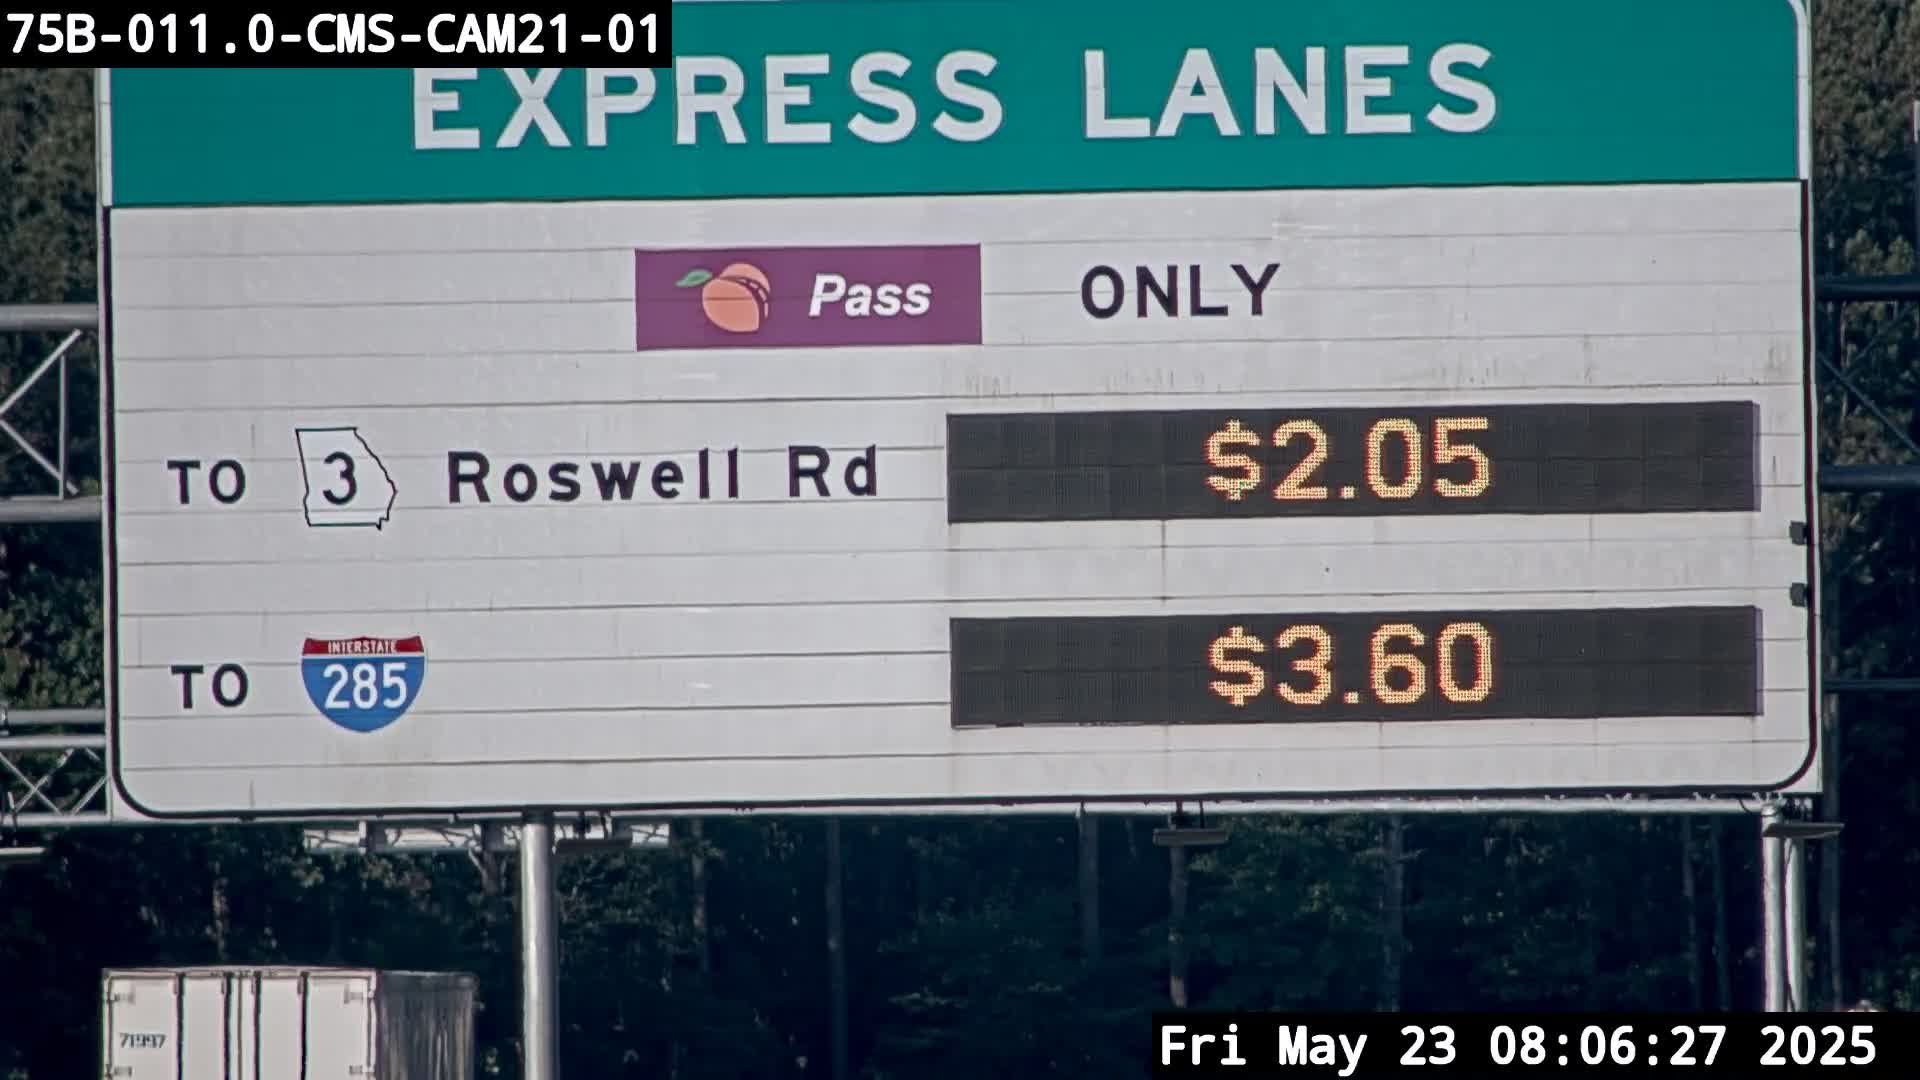 75B-011.0-CMS-CAM21-01
EXPRESS LANES
Pass ONLY
TO 3 Roswell Rd $2.05
INTERSTATE
TO 285 $3.60
71997
Fri May 23 08:06:27 2025